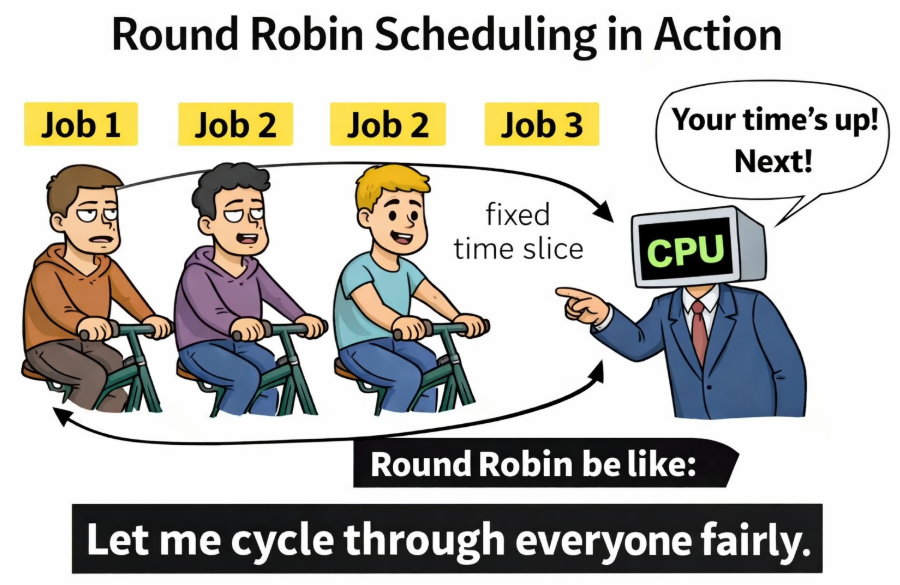 Round Robin Scheduling in Action
Job 1
Job 2
Job 2
Job 3
Your time's up!
Next!
fixed
time slice
CPU
Round Robin be like:
Let me cycle through everyone fairly.